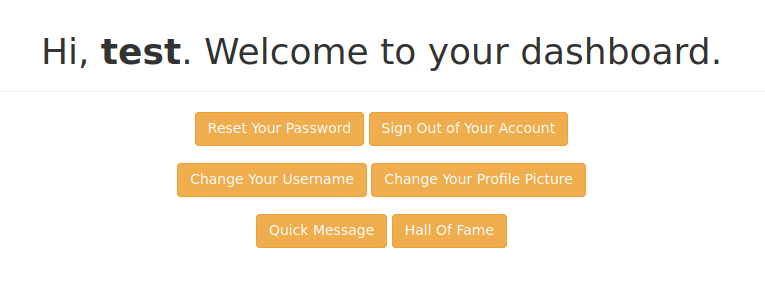 Hi, test. Welcome to your dashboard.
Reset Your Password Sign Out of Your Account
Change Your Username Change Your Profile Picture
Quick Message Hall Of Fame